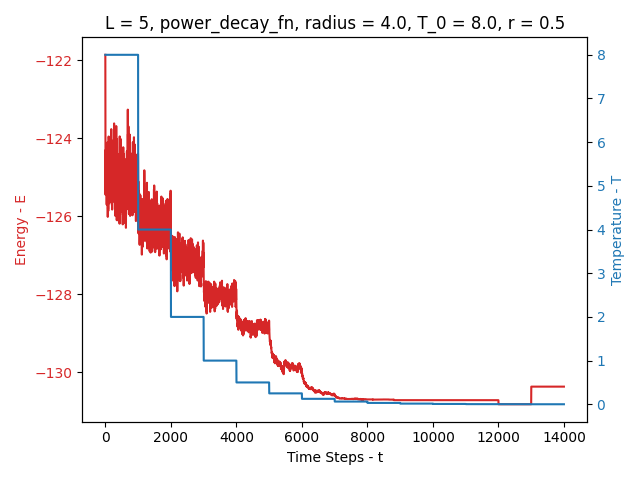 L = 5, power_decay_fn, radius = 4.0, T_0 = 8.0, r = 0.5
Energy - E
−122
−124
−126
−128
−130
8
7
6
5
4
3
2
1
0
Temperature - T
0 2000 4000 6000 8000 10000 12000 14000
Time Steps - t